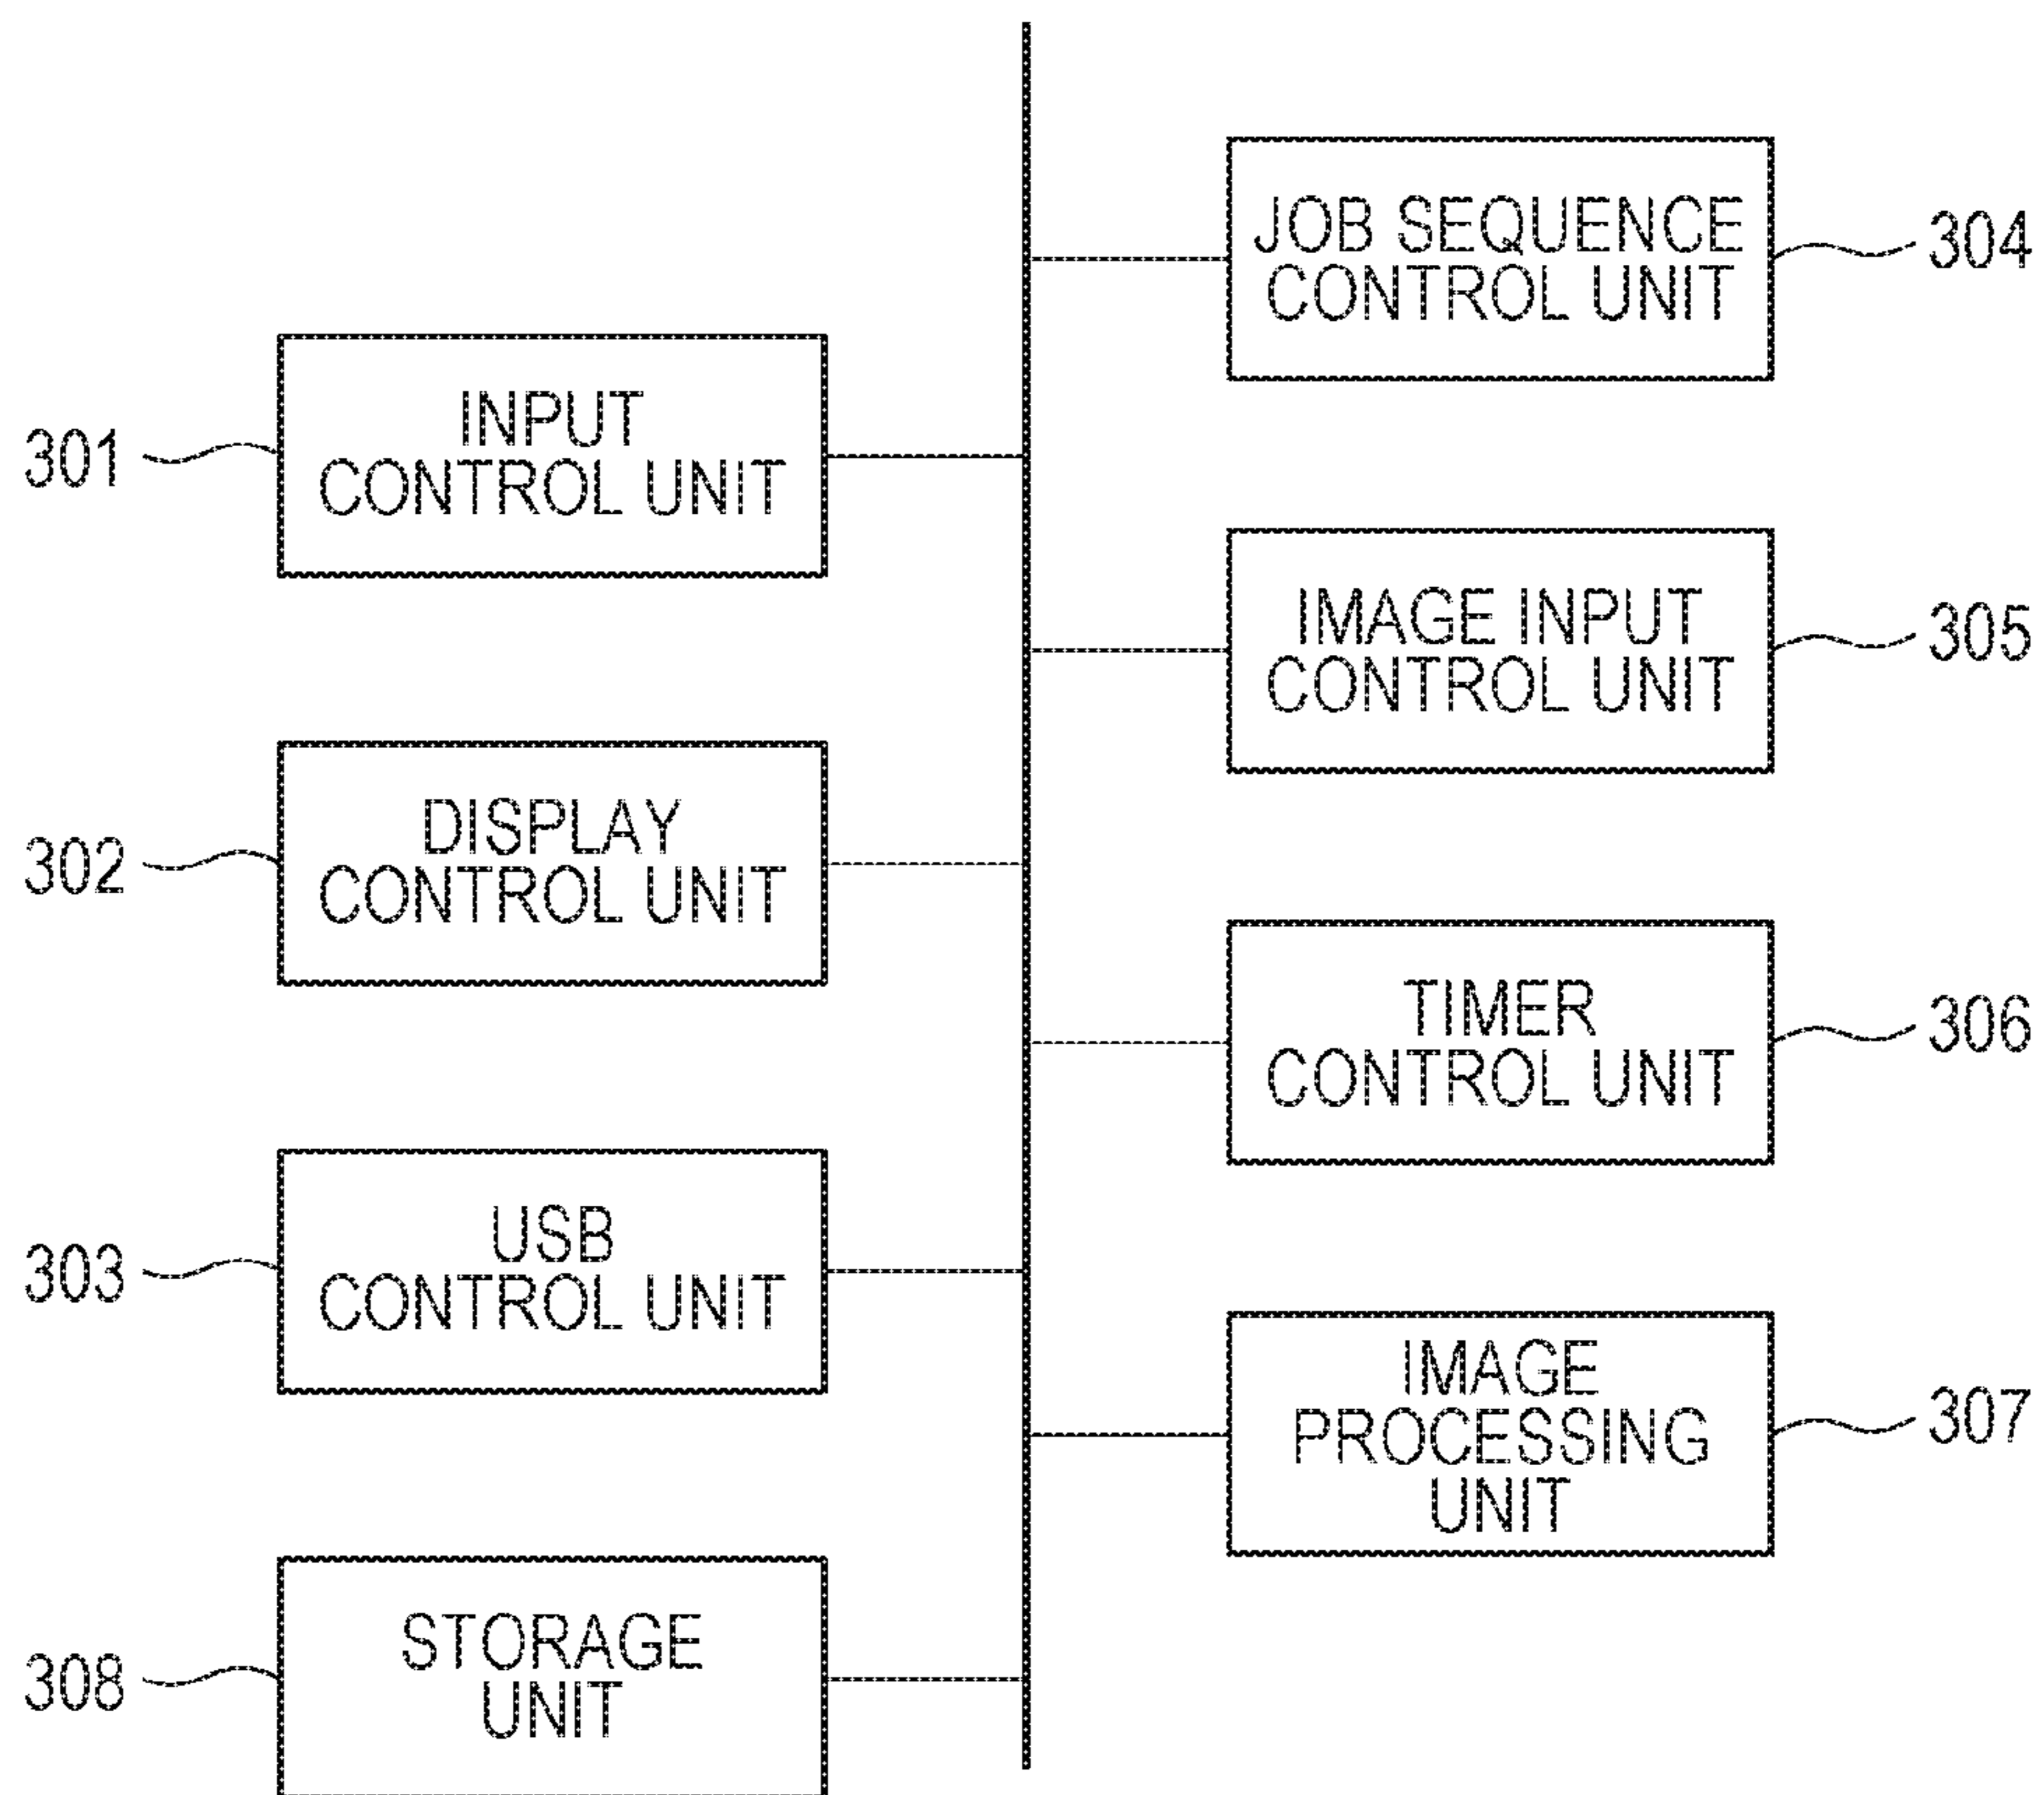 JOB SEQUENCE
CONTROL UNIT
304
INPUT
CONTROL UNIT
301
IMAGE INPUT
CONTROL UNIT
305
DISPLAY
CONTROL UNIT
302
TIMER
CONTROL UNIT
306
USB
CONTROL UNIT
303
IMAGE
PROCESSING
UNIT
307
STORAGE
UNIT
308